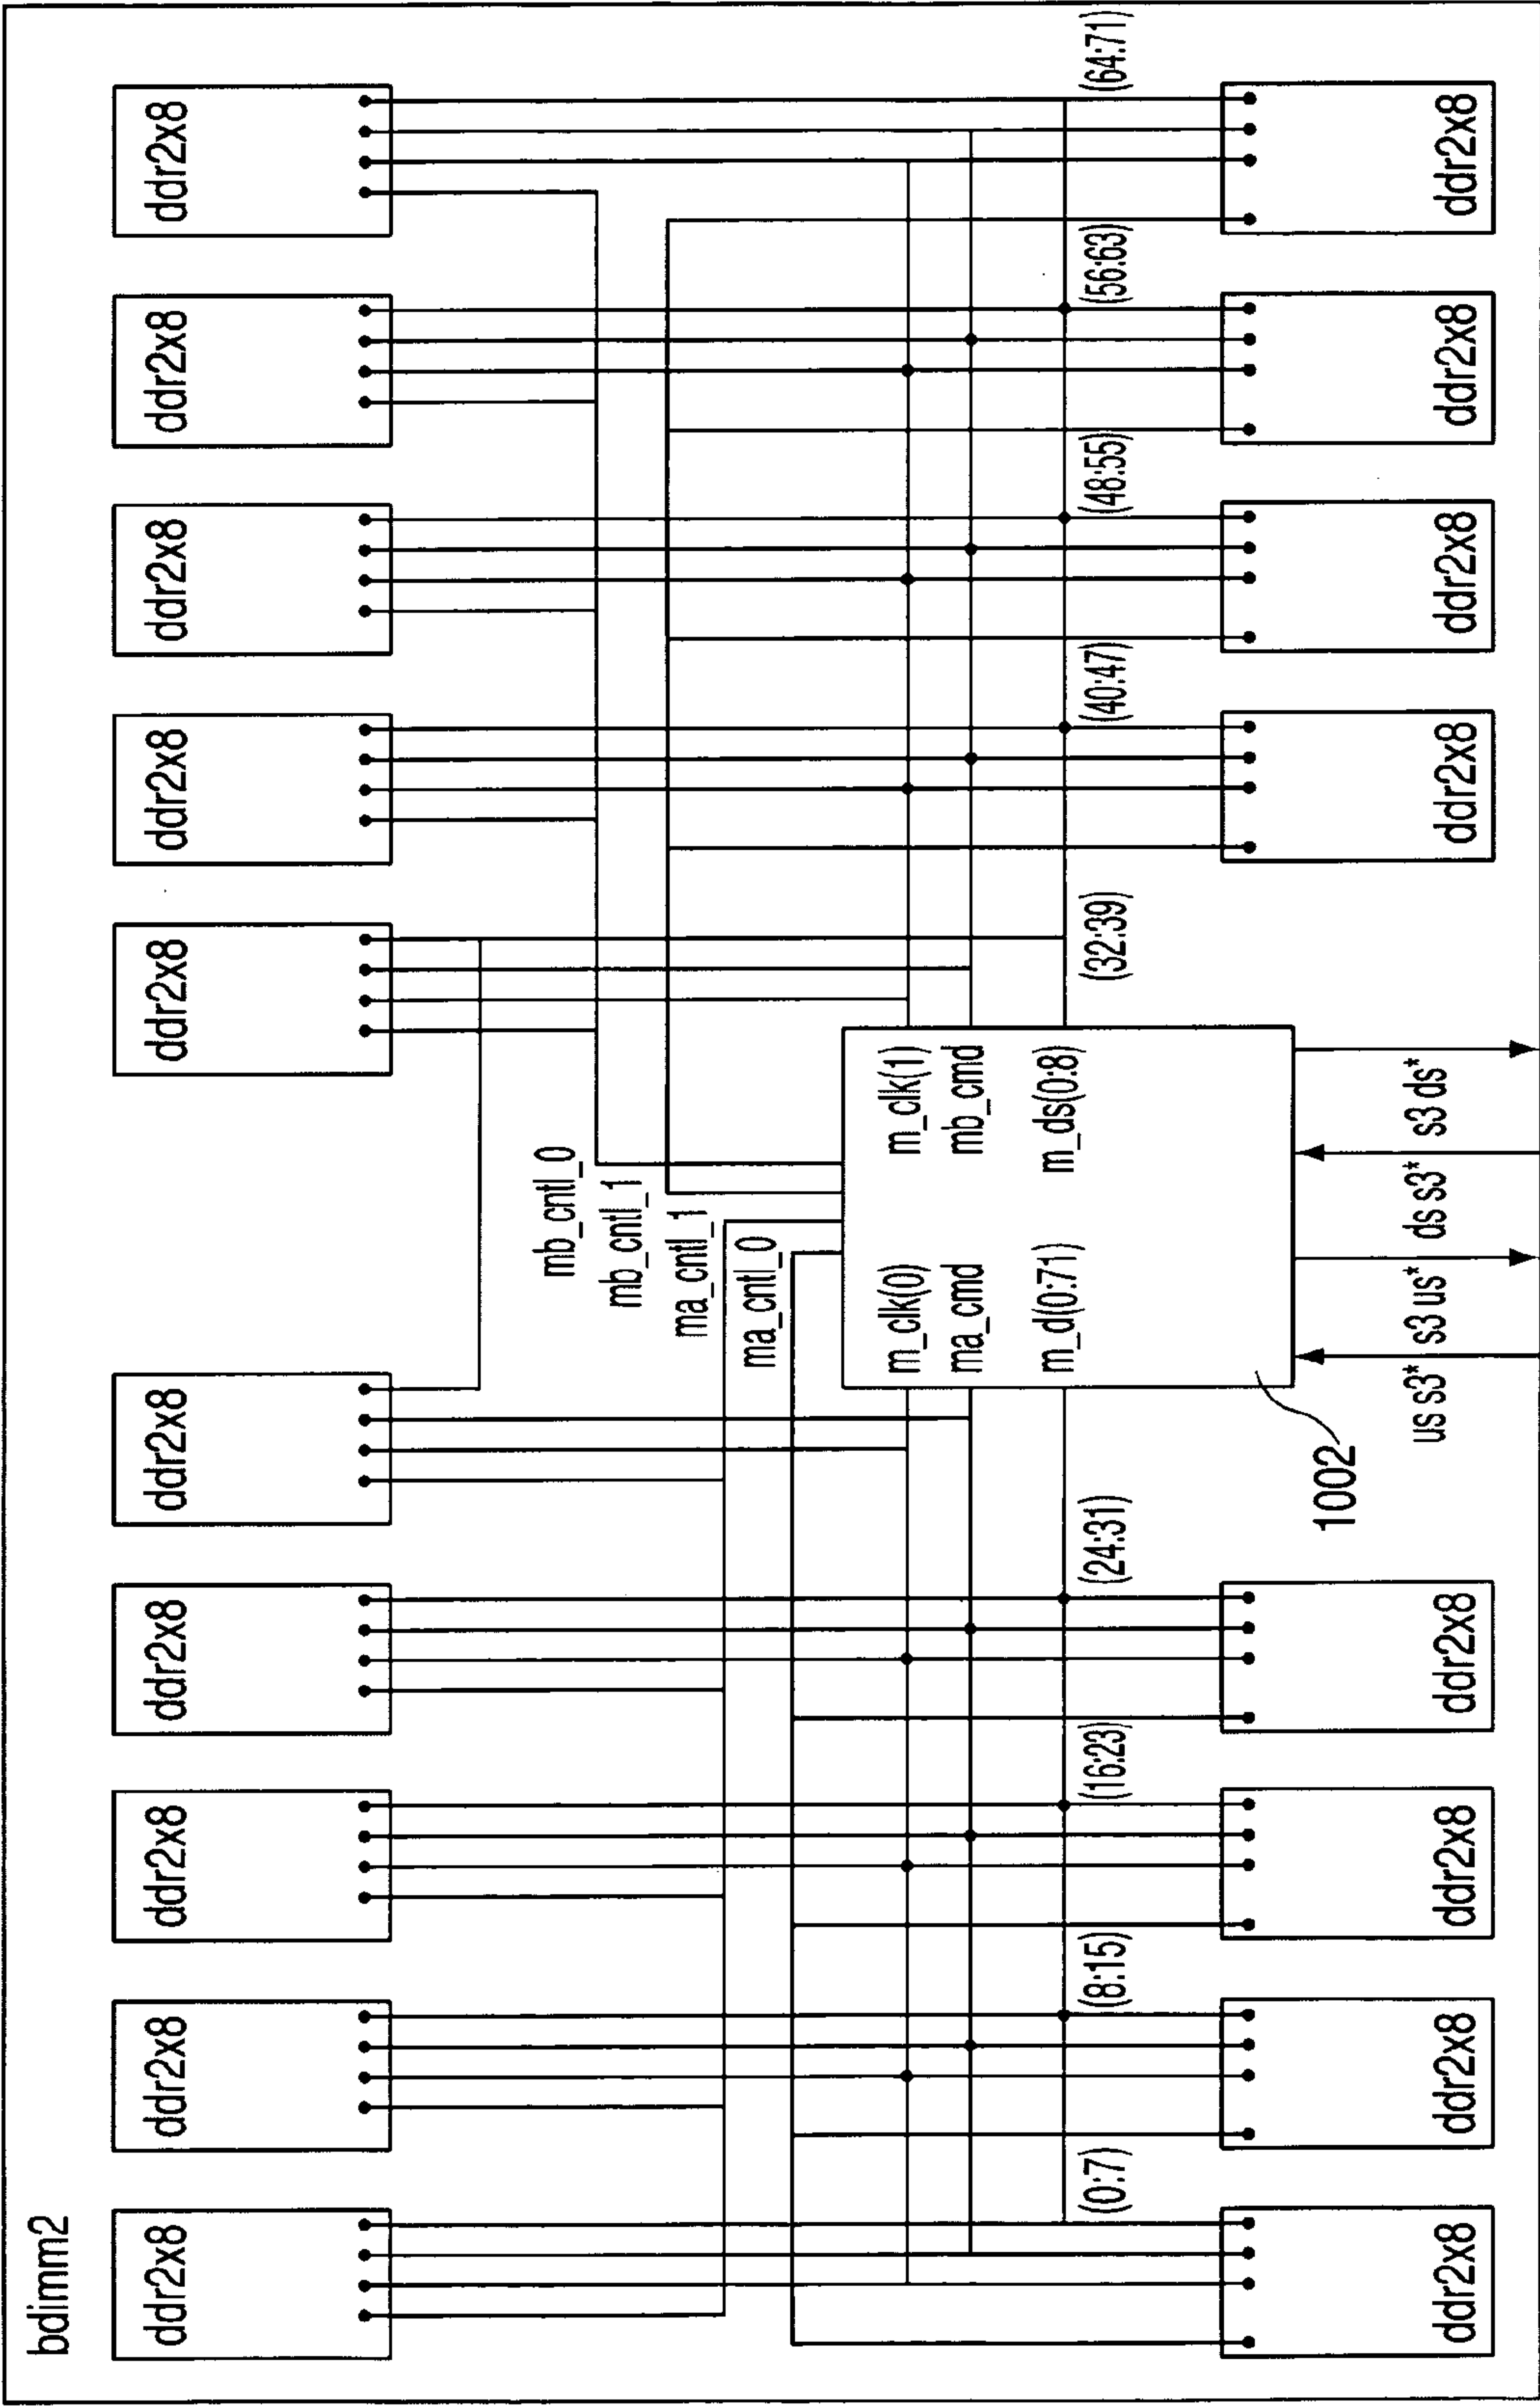 bdimm2
ddr2x8
ddr2x8
ddr2x8
ddr2x8
ddr2x8
ddr2x8
ddr2x8
ddr2x8
ddr2x8
ddr2x8
mb_cntl_0
mb_cntl_1
ma_cntl_1
ma_cntl_0
m_clk(0)
m_clk(1)
ma_cmd
mb_cmd
m_d(0:71)
m_ds(0:8)
(0:7)
(8:15)
(16:23)
(24:31)
(32:39)
(40:47)
(48:55)
(56:63)
(64:71)
1002
us s3*
s3 us*
ds s3*
s3 ds*
ddr2x8
ddr2x8
ddr2x8
ddr2x8
ddr2x8
ddr2x8
ddr2x8
ddr2x8